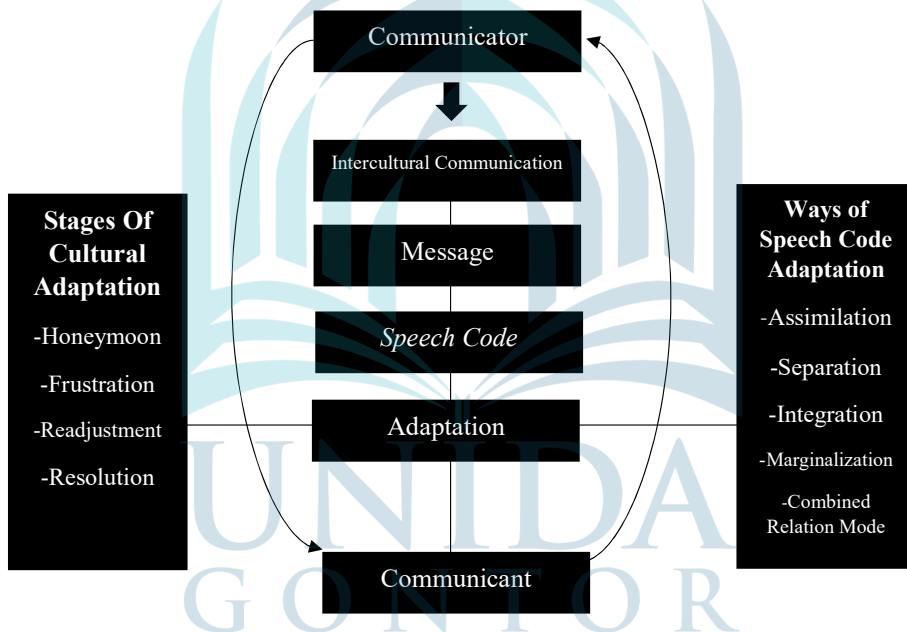 Communicator
Intercultural Communication
Message
Speech Code
Adaptation
Communicant
Stages Of
Cultural
Adaptation
-Honeymoon
-Frustration
-Readjustment
-Resolution
Ways of
Speech Code
Adaptation
-Assimilation
-Separation
-Integration
-Marginalization
-Combined
Relation Mode
UNIDA
GONTOR